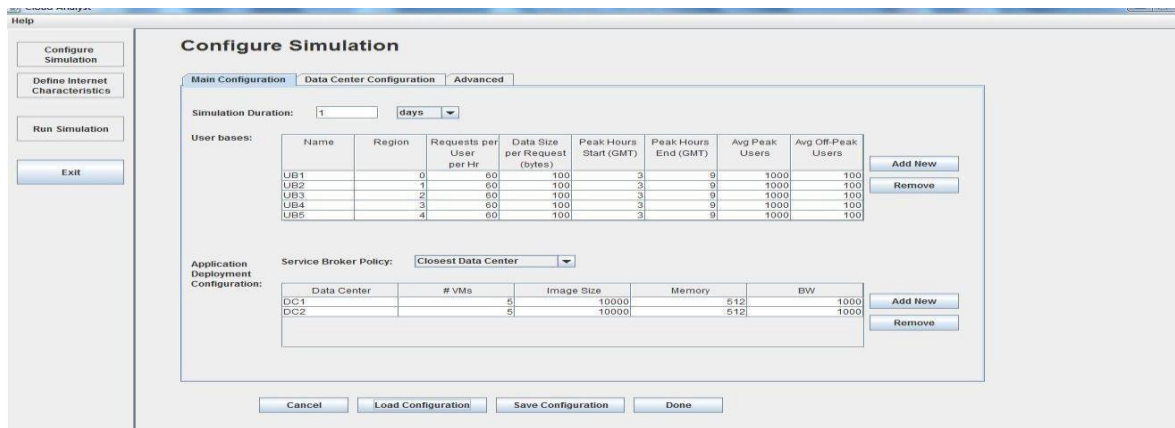 Cloud Analyst
Help
Configure Simulation
Define Internet Characteristics
Run Simulation
Exit
Configure Simulation
Main Configuration Data Center Configuration Advanced
Simulation Duration: 1 days
User bases:
Name Region Requests per User per Hr Data Size per Request (bytes) Peak Hours Start (GMT) Peak Hours End (GMT) Avg Peak Users Avg Off-Peak Users
UB1 0 60 100 3 9 1000 100
UB2 1 60 100 3 9 1000 100
UB3 2 60 100 3 9 1000 100
UB4 3 60 100 3 9 1000 100
UB5 4 60 100 3 9 1000 100
Add New
Remove
Application Deployment Configuration:
Service Broker Policy: Closest Data Center
Data Center # VMs Image Size Memory BW
DC1 5 10000 512 1000
DC2 5 10000 512 1000
Add New
Remove
Cancel Load Configuration Save Configuration Done